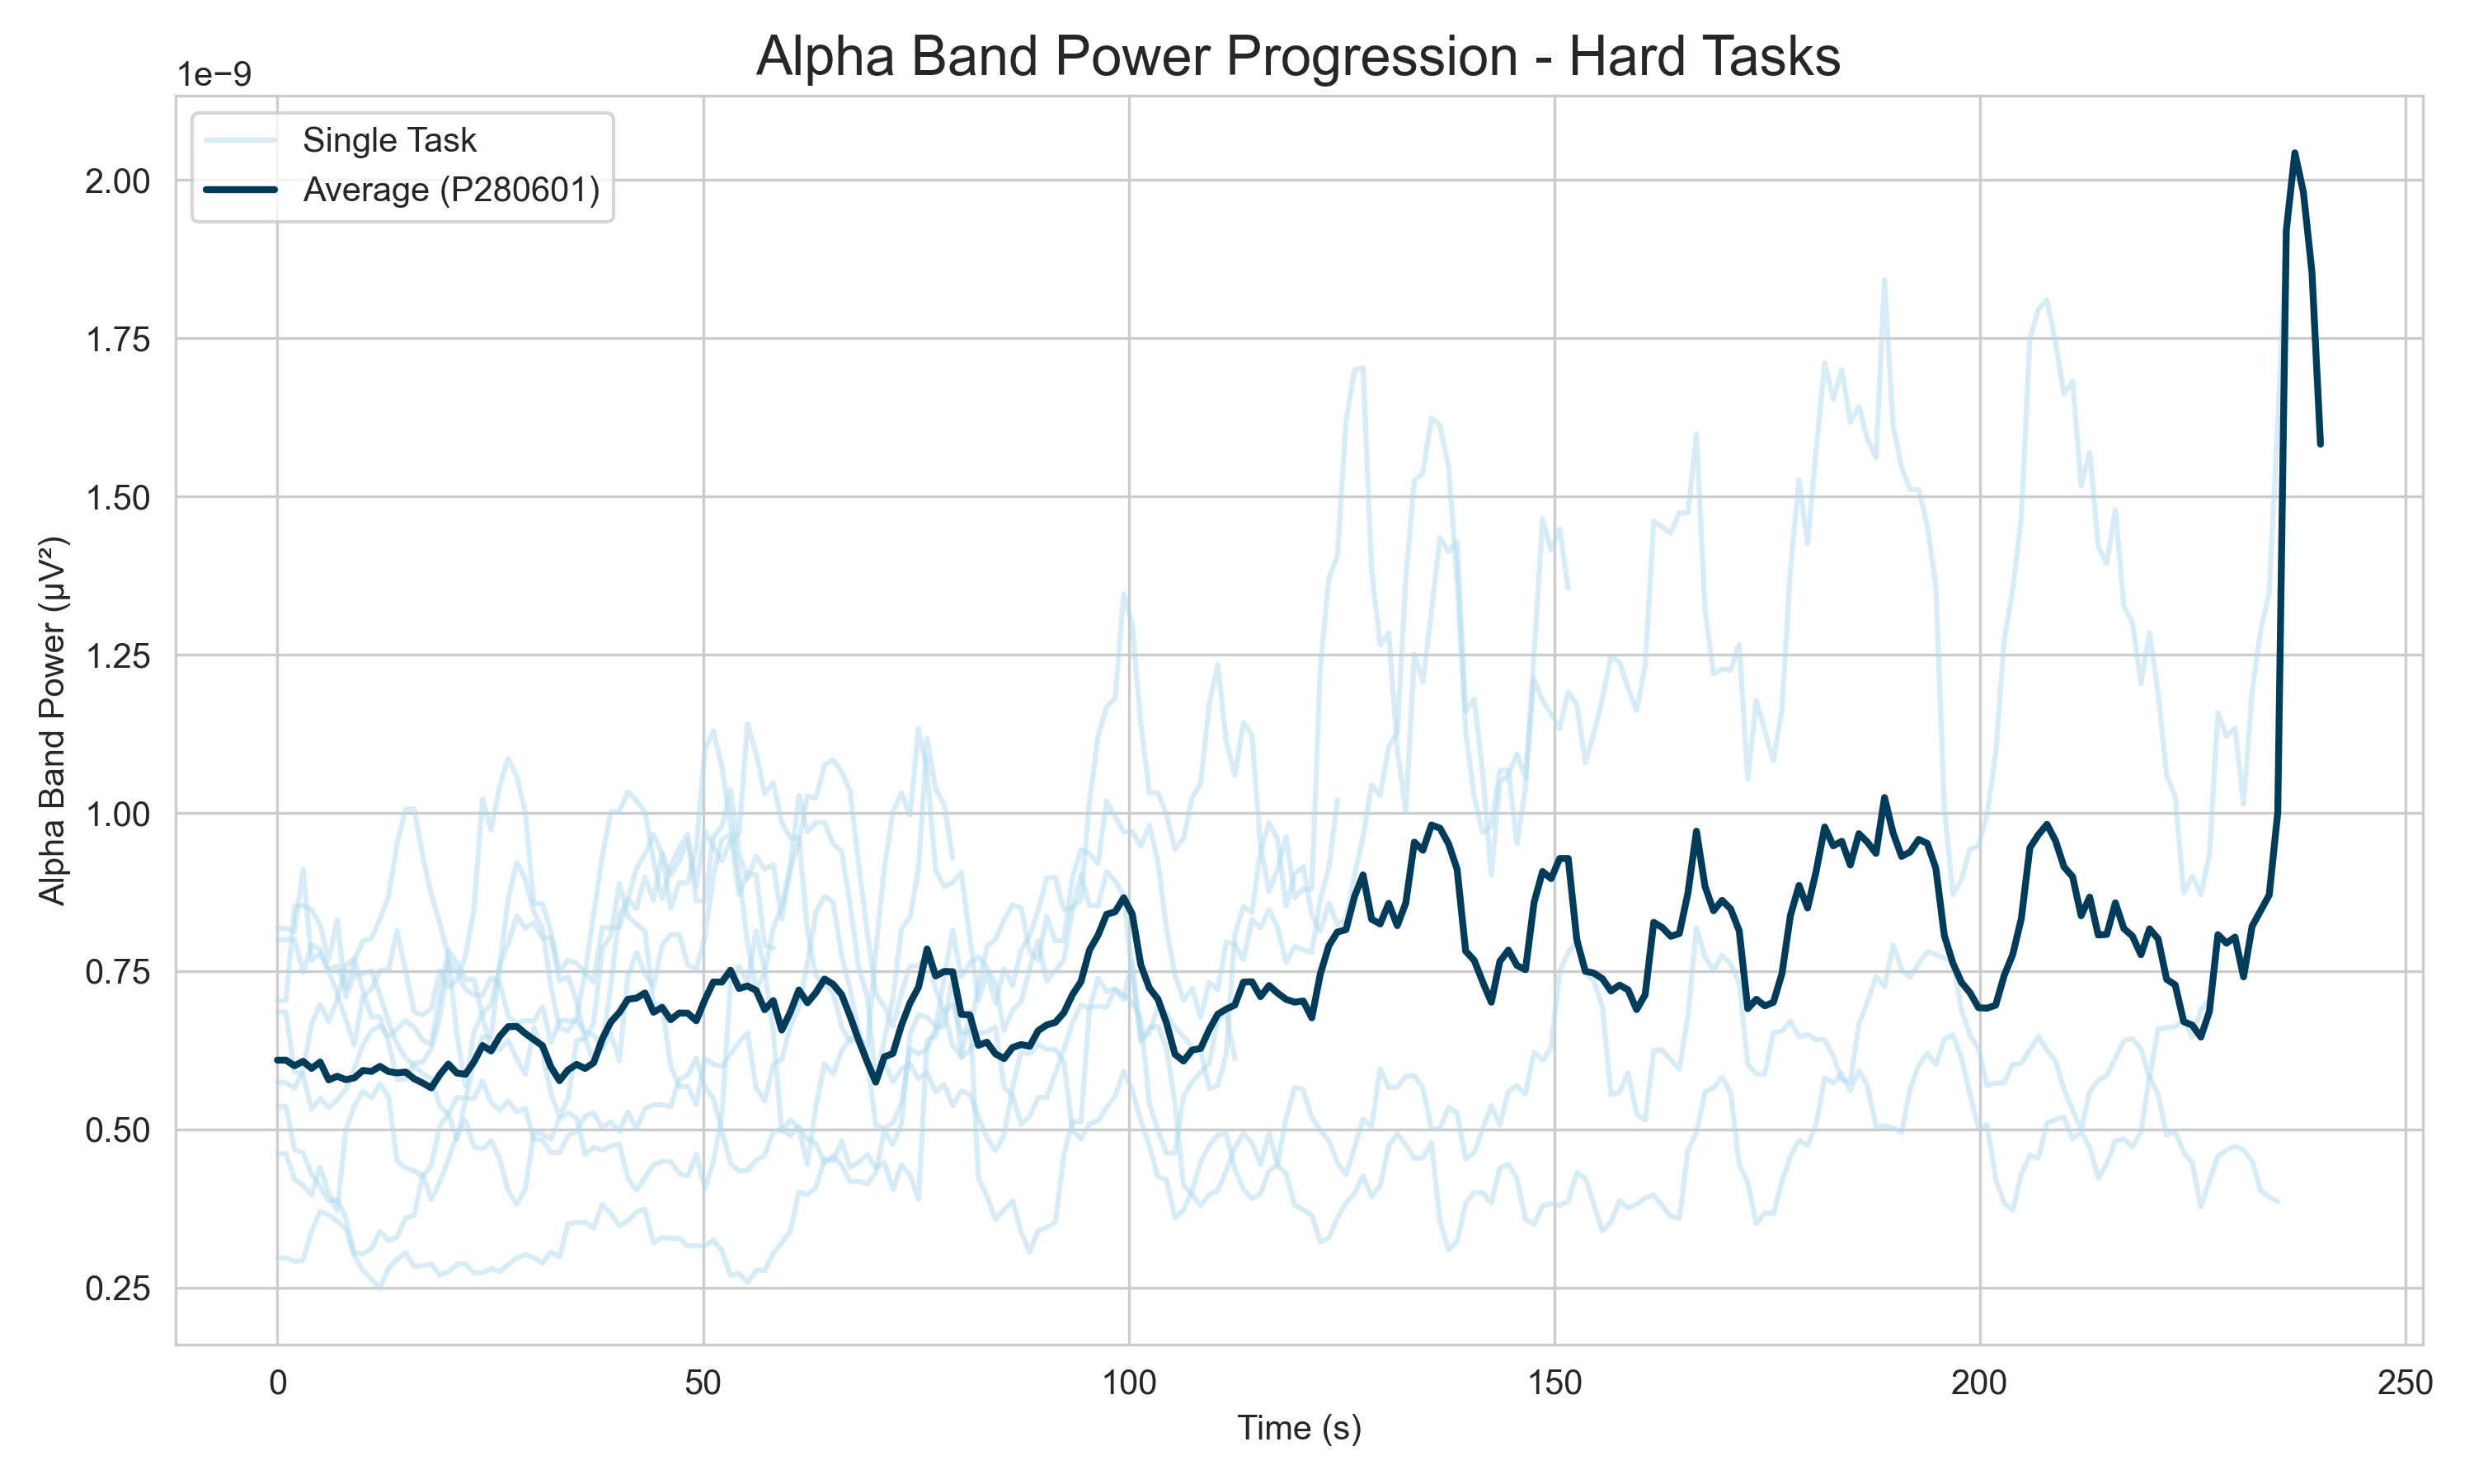 Alpha Band Power Progression - Hard Tasks
1e−9
Single Task
Average (P280601)
2.00
1.75
1.50
1.25
1.00
0.75
0.50
0.25
Alpha Band Power (µV²)
0 50 100 150 200 250
Time (s)